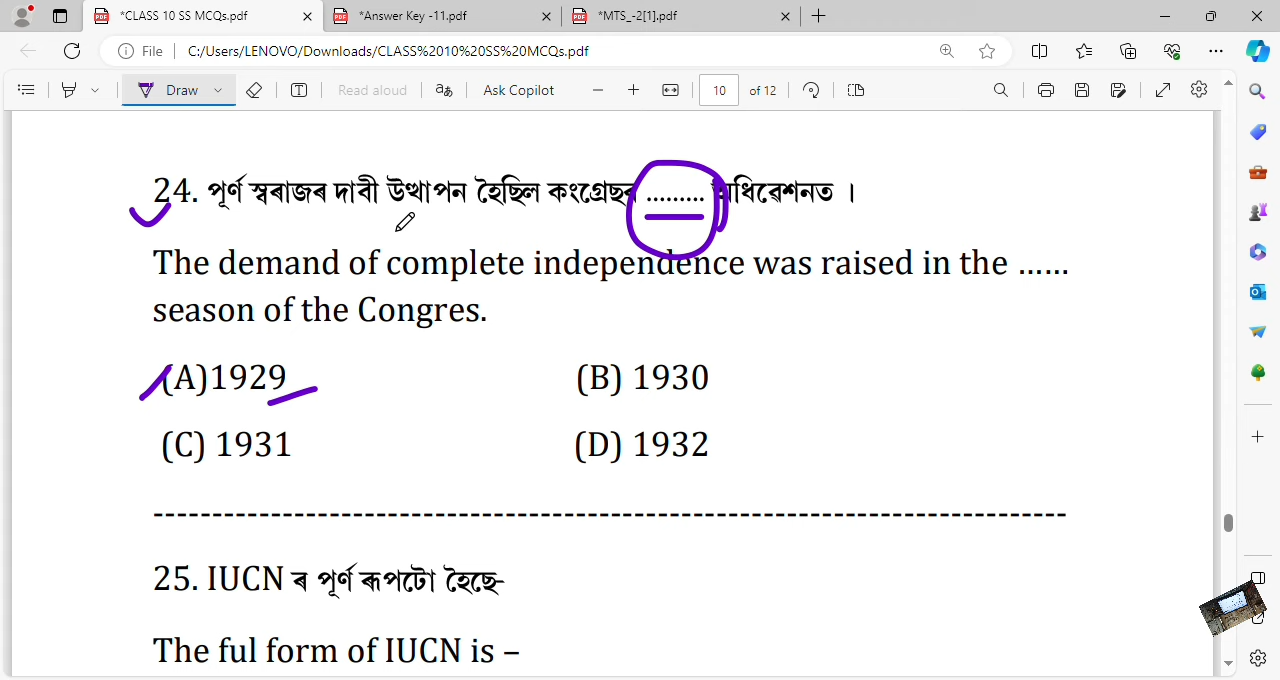 *CLASS 10 SS MCQs.pdf
*Answer Key -11.pdf
*MTS_-2[1].pdf
File C:/Users/LENOVO/Downloads/CLASS%2010%20SS%20MCQs.pdf
Draw
Read aloud
Ask Copilot
10 of 12
24. পূৰ্ণ স্বৰাজৰ দাবী উত্থাপন হৈছিল কংগ্ৰেছৰ ......... অধিৱেশনত ।
The demand of complete independence was raised in the ......
season of the Congres.
(A)1929 (B) 1930
(C) 1931 (D) 1932
--------------------------------------------------------------------------
25. IUCN ৰ পূৰ্ণ ৰূপটো হৈছে-
The ful form of IUCN is –